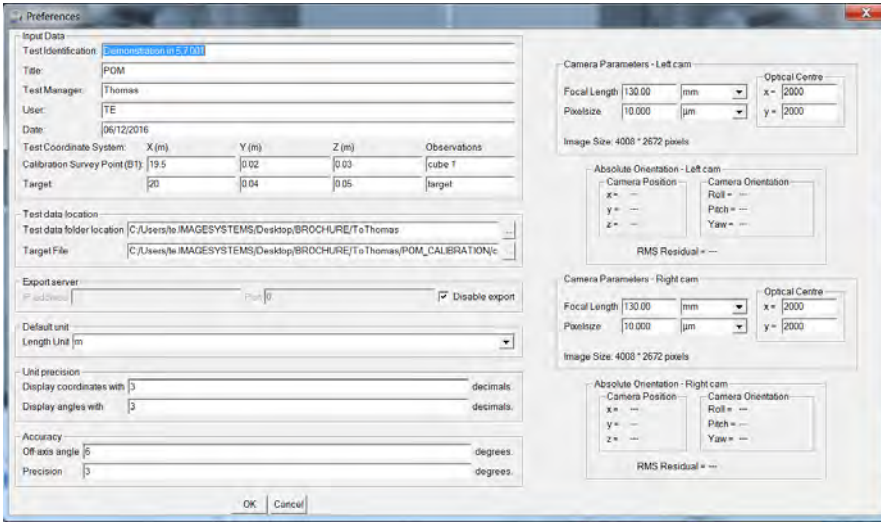 Preferences
Input Data
Test Identification: Demonstration in 5.7.001
Title: POM
Test Manager: Thomas
User: TE
Date: 06/12/2016
Test Coordinate System: X (m) Y (m) Z (m) Observations
Calibration Survey Point (BT): 19.5 0.02 0.03 cube 1
Target 20 0.04 0.05 target
Test data location
Test data folder location C:/Users/te.IMAGESYSTEMS/Desktop/BROCHURE/ToThomas ...
Target File C:/Users/te.IMAGESYSTEMS/Desktop/BROCHURE/ToThomas/POM_CALIBRATION/c ...
Export server
IP address Port 0 Disable export
Default unit
Length Unit m
Unit precision
Display coordinates with 3 decimals.
Display angles with 3 decimals.
Accuracy
Off axis angle 6 degrees.
Precision 3 degrees.
OK Cancel
Camera Parameters - Left cam
Optical Centre
Focal Length 130.00 mm x = 2000
Pixelsize 10.000 µm y = 2000
Image Size: 4008 * 2672 pixels
Absolute Orientation - Left cam
Camera Position Camera Orientation
x = --- Roll = ---
y = --- Pitch = ---
z = --- Yaw = ---
RMS Residual = ---
Camera Parameters - Right cam
Optical Centre
Focal Length 130.00 mm x = 2000
Pixelsize 10.000 µm y = 2000
Image Size: 4008 * 2672 pixels
Absolute Orientation - Right cam
Camera Position Camera Orientation
x = --- Roll = ---
y = --- Pitch = ---
z = --- Yaw = ---
RMS Residual = ---